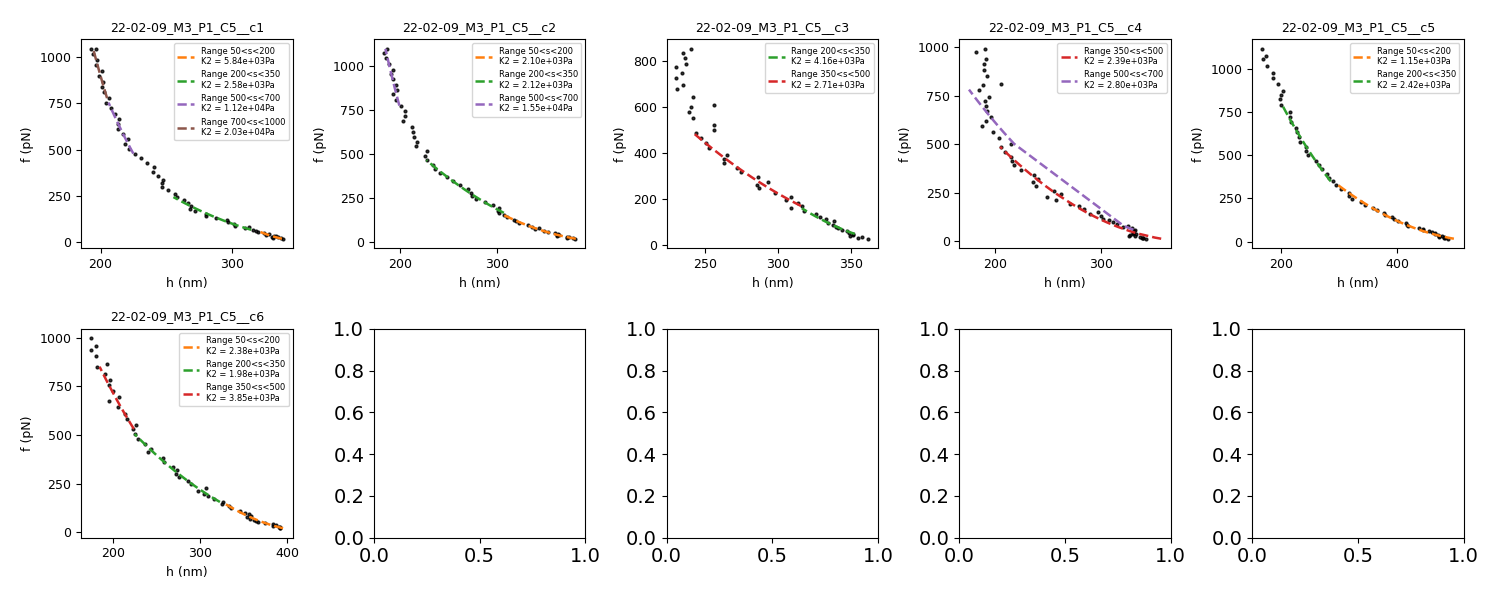 22-02-09_M3_P1_C5__c1
f (pN)
1000
750
500
250
0
200
300
h (nm)
Range 50<s<200
K2 = 5.84e+03Pa
Range 200<s<350
K2 = 2.58e+03Pa
Range 500<s<700
K2 = 1.12e+04Pa
Range 700<s<1000
K2 = 2.03e+04Pa
22-02-09_M3_P1_C5__c2
f (pN)
1000
750
500
250
0
200
300
h (nm)
Range 50<s<200
K2 = 2.10e+03Pa
Range 200<s<350
K2 = 2.12e+03Pa
Range 500<s<700
K2 = 1.55e+04Pa
22-02-09_M3_P1_C5__c3
f (pN)
800
600
400
200
0
250
300
350
h (nm)
Range 200<s<350
K2 = 4.16e+03Pa
Range 350<s<500
K2 = 2.71e+03Pa
22-02-09_M3_P1_C5__c4
f (pN)
1000
750
500
250
0
200
300
h (nm)
Range 350<s<500
K2 = 2.39e+03Pa
Range 500<s<700
K2 = 2.80e+03Pa
22-02-09_M3_P1_C5__c5
f (pN)
1000
750
500
250
0
200
400
h (nm)
Range 50<s<200
K2 = 1.15e+03Pa
Range 200<s<350
K2 = 2.42e+03Pa
22-02-09_M3_P1_C5__c6
f (pN)
1000
750
500
250
0
200
300
400
h (nm)
Range 50<s<200
K2 = 2.38e+03Pa
Range 200<s<350
K2 = 1.98e+03Pa
Range 350<s<500
K2 = 3.85e+03Pa
1.0
0.8
0.6
0.4
0.2
0.0
0.0
0.5
1.0
1.0
0.8
0.6
0.4
0.2
0.0
0.0
0.5
1.0
1.0
0.8
0.6
0.4
0.2
0.0
0.0
0.5
1.0
1.0
0.8
0.6
0.4
0.2
0.0
0.0
0.5
1.0